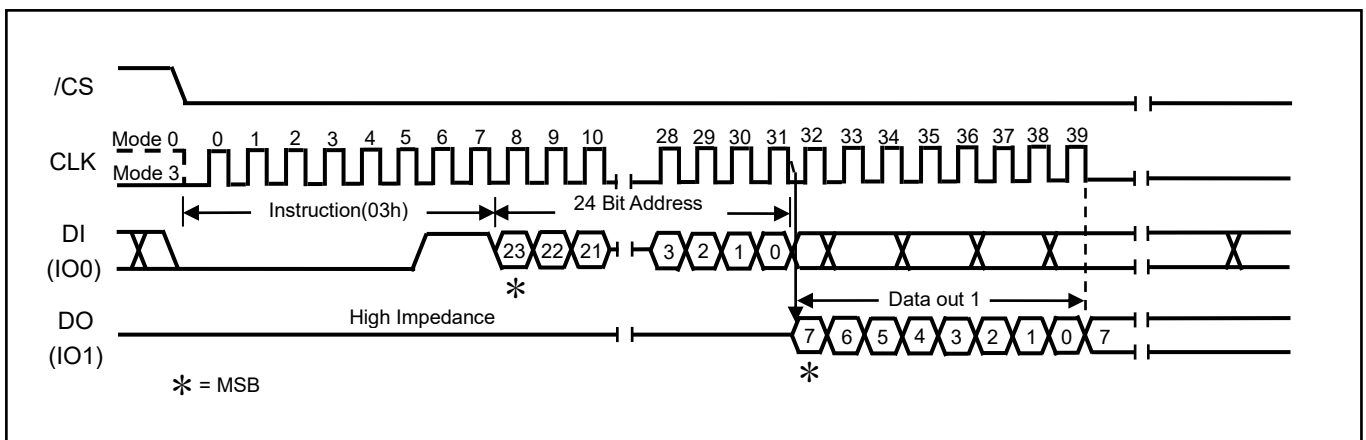 /CS
Mode 0
CLK
Mode 3
0 1 2 3 4 5 6 7 8 9 10 28 29 30 31 32 33 34 35 36 37 38 39
Instruction(03h)
24 Bit Address
DI
(IO0)
23 22 21 3 2 1 0
*
Data out 1
DO
(IO1)
High Impedance
7 6 5 4 3 2 1 0 7
*
* = MSB